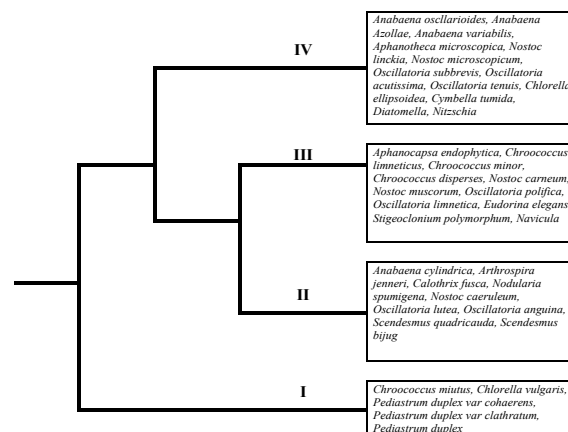 IV
Anabaena oscllarioides, Anabaena
Azollae, Anabaena variabilis,
Aphanotheca microscopica, Nostoc
linckia, Nostoc microscopicum,
Oscillatoria subbrevis, Oscillatoria
acutissima, Oscillatoria tenuis, Chlorella
ellipsoidea, Cymbella tumida,
Diatomella, Nitzschia
III
Aphanocapsa endophytica, Chroococcus
limneticus, Chroococcus minor,
Chroococcus disperses, Nostoc carneum,
Nostoc muscorum, Oscillatoria polifica,
Oscillatoria limnetica, Eudorina elegans
Stigeoclonium polymorphum, Navicula
II
Anabaena cylindrica, Arthrospira
jenneri, Calothrix fusca, Nodularia
spumigena, Nostoc caeruleum,
Oscillatoria lutea, Oscillatoria anguina,
Scendesmus quadricauda, Scendesmus
bijug
I
Chroococcus miutus, Chlorella vulgaris,
Pediastrum duplex var cohaerens,
Pediastrum duplex var clathratum,
Pediastrum duplex